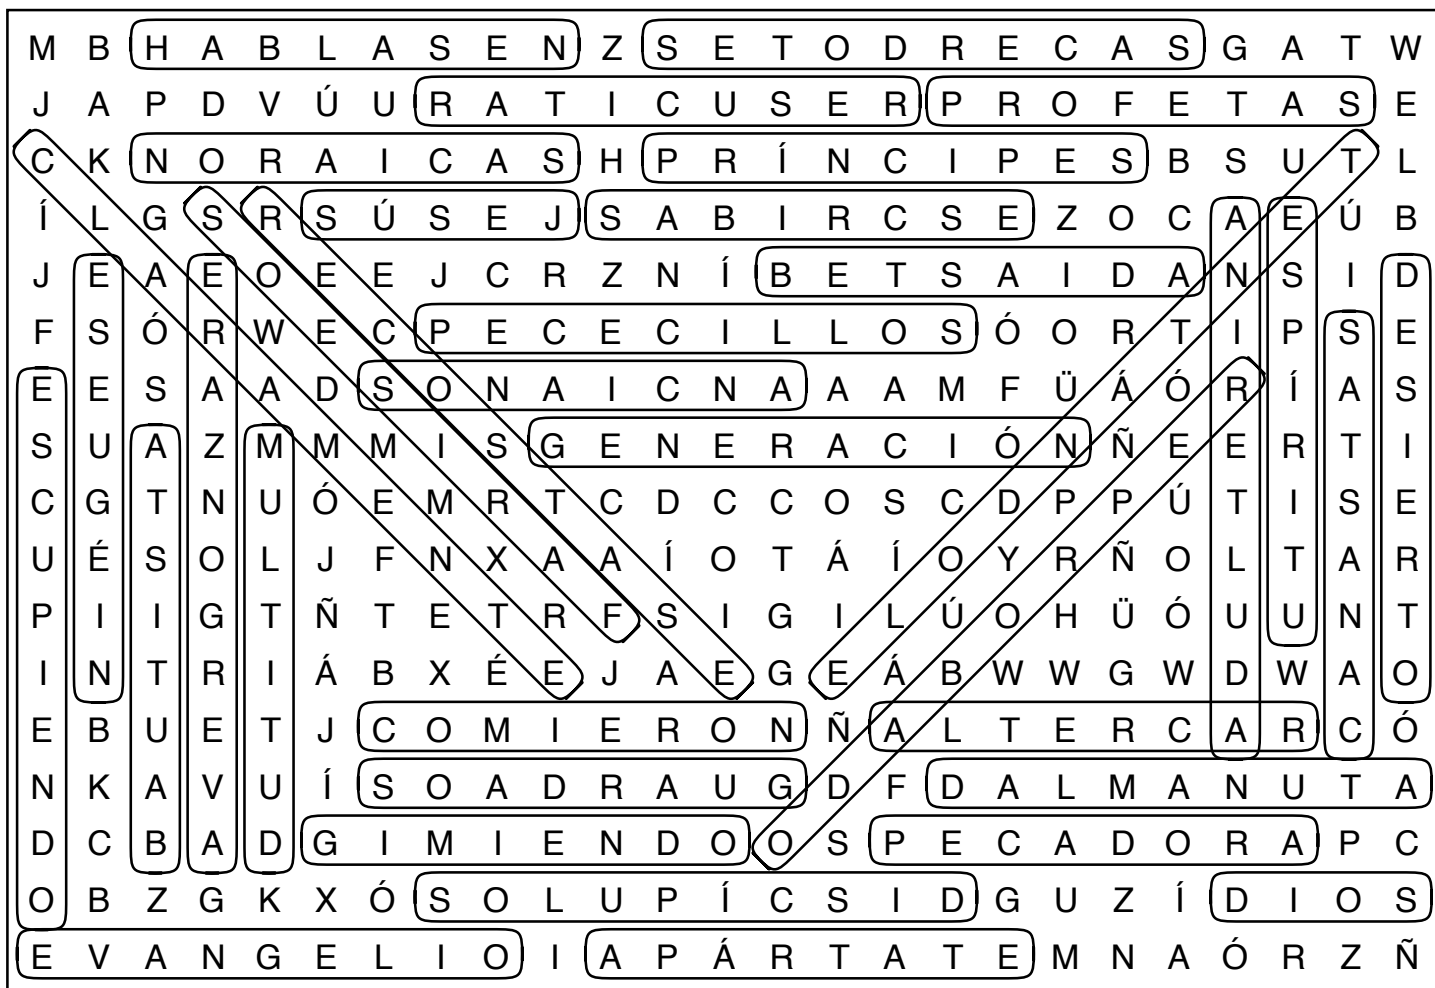 M B H A B L A S E N Z S E T O D R E C A S G A T W
J A P D V Ú U R A T I C U S E R P R O F E T A S E
C K N O R A I C A S H P R Í N C I P E S B S U T L
Í L G S R S Ú S E J S A B I R C S E Z O C A E Ú B
J E A E O E E J C R Z N Í B E T S A I D A N S I D
F S Ó R W E C P E C E C I L L O S Ó O R T I P S E
E E S A A D S O N A I C N A A A M F Ü Á Ó R Í A S
S U A Z M M M I S G E N E R A C I Ó N Ñ E E R T I
C G T N U Ó E M R T C D C C O S C D P P Ú T I S E
U É S O L J F N X A A Í O T Á Í O Y R Ñ O L T A R
P I I G T Ñ T E T R F S I G I L Ú O H Ü Ó U U N T
I N T R I Á B X É E J A E G E Á B W W G W D W A O
E B U E T J C O M I E R O N Ñ A L T E R C A R C Ó
N K A V U Í S O A D R A U G D F D A L M A N U T A
D C B A D G I M I E N D O O S P E C A D O R A P C
O B Z G K X Ó S O L U P Í C S I D G U Z Í D I O S
E V A N G E L I O I A P Á R T A T E M N A Ó R Z Ñ